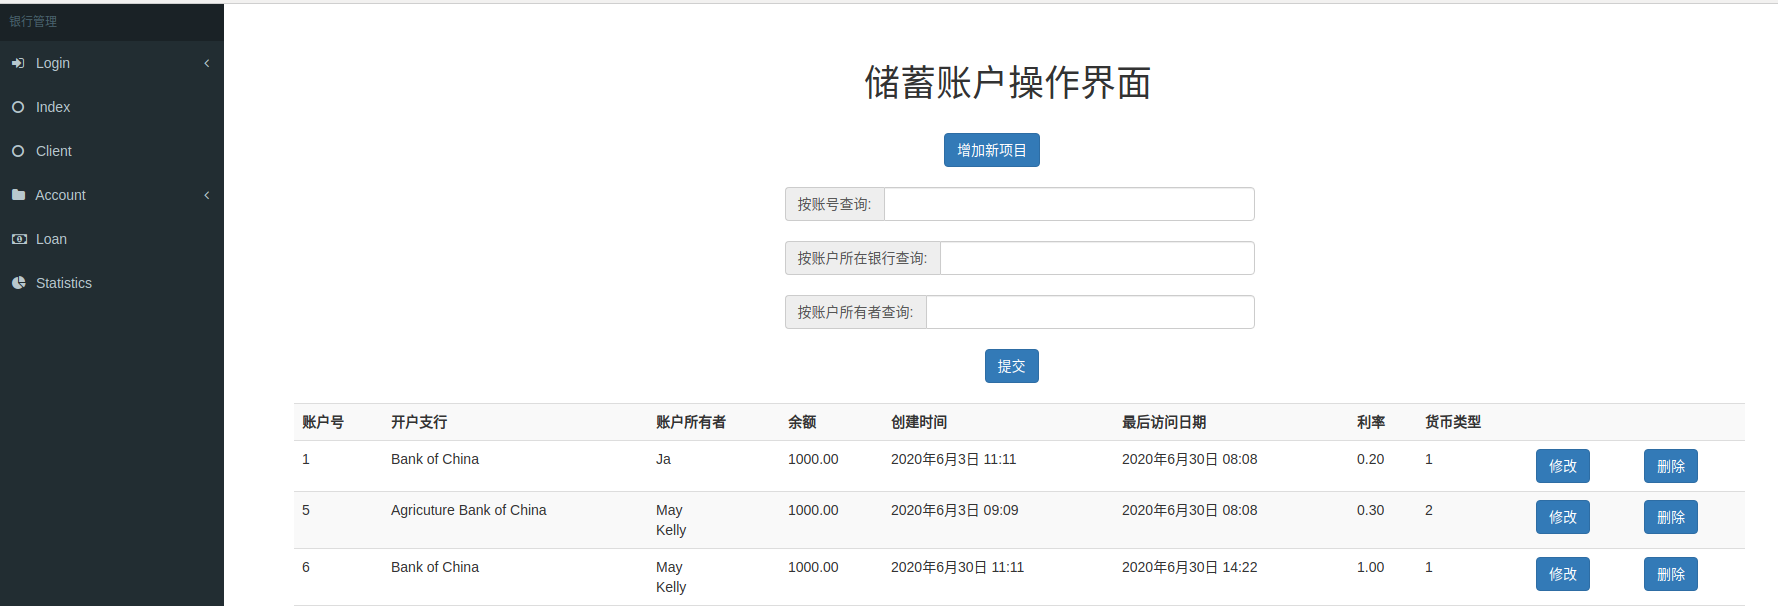 银行管理
Login
Index
Client
Account
Loan
Statistics
储蓄账户操作界面
增加新项目
按账号查询:
按账户所在银行查询:
按账户所有者查询:
提交
账户号 开户支行 账户所有者 余额 创建时间 最后访问日期 利率 货币类型
1 Bank of China Ja 1000.00 2020年6月3日 11:11 2020年6月30日 08:08 0.20 1 修改 删除
5 Agricuture Bank of China May 1000.00 2020年6月3日 09:09 2020年6月30日 08:08 0.30 2 修改 删除
Kelly
6 Bank of China May 1000.00 2020年6月30日 11:11 2020年6月30日 14:22 1.00 1 修改 删除
Kelly